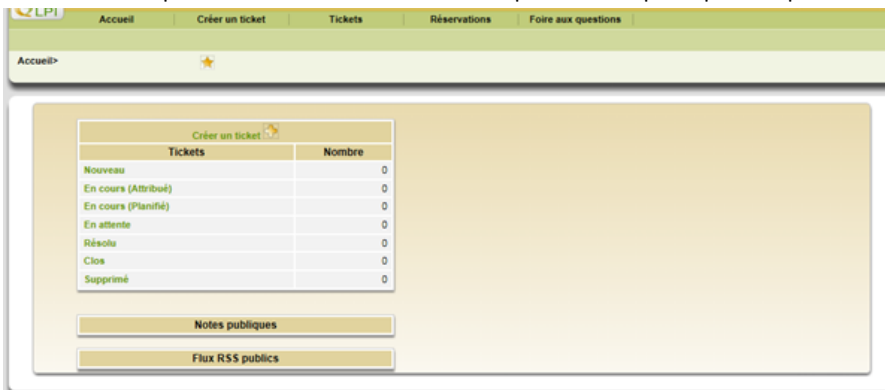 LPI
Accueil Créer un ticket Tickets Réservations Foire aux questions
Accueil>
Créer un ticket
Tickets Nombre
Nouveau 0
En cours (Attribué) 0
En cours (Planifié) 0
En attente 0
Résolu 0
Clos 0
Supprimé 0
Notes publiques
Flux RSS publics